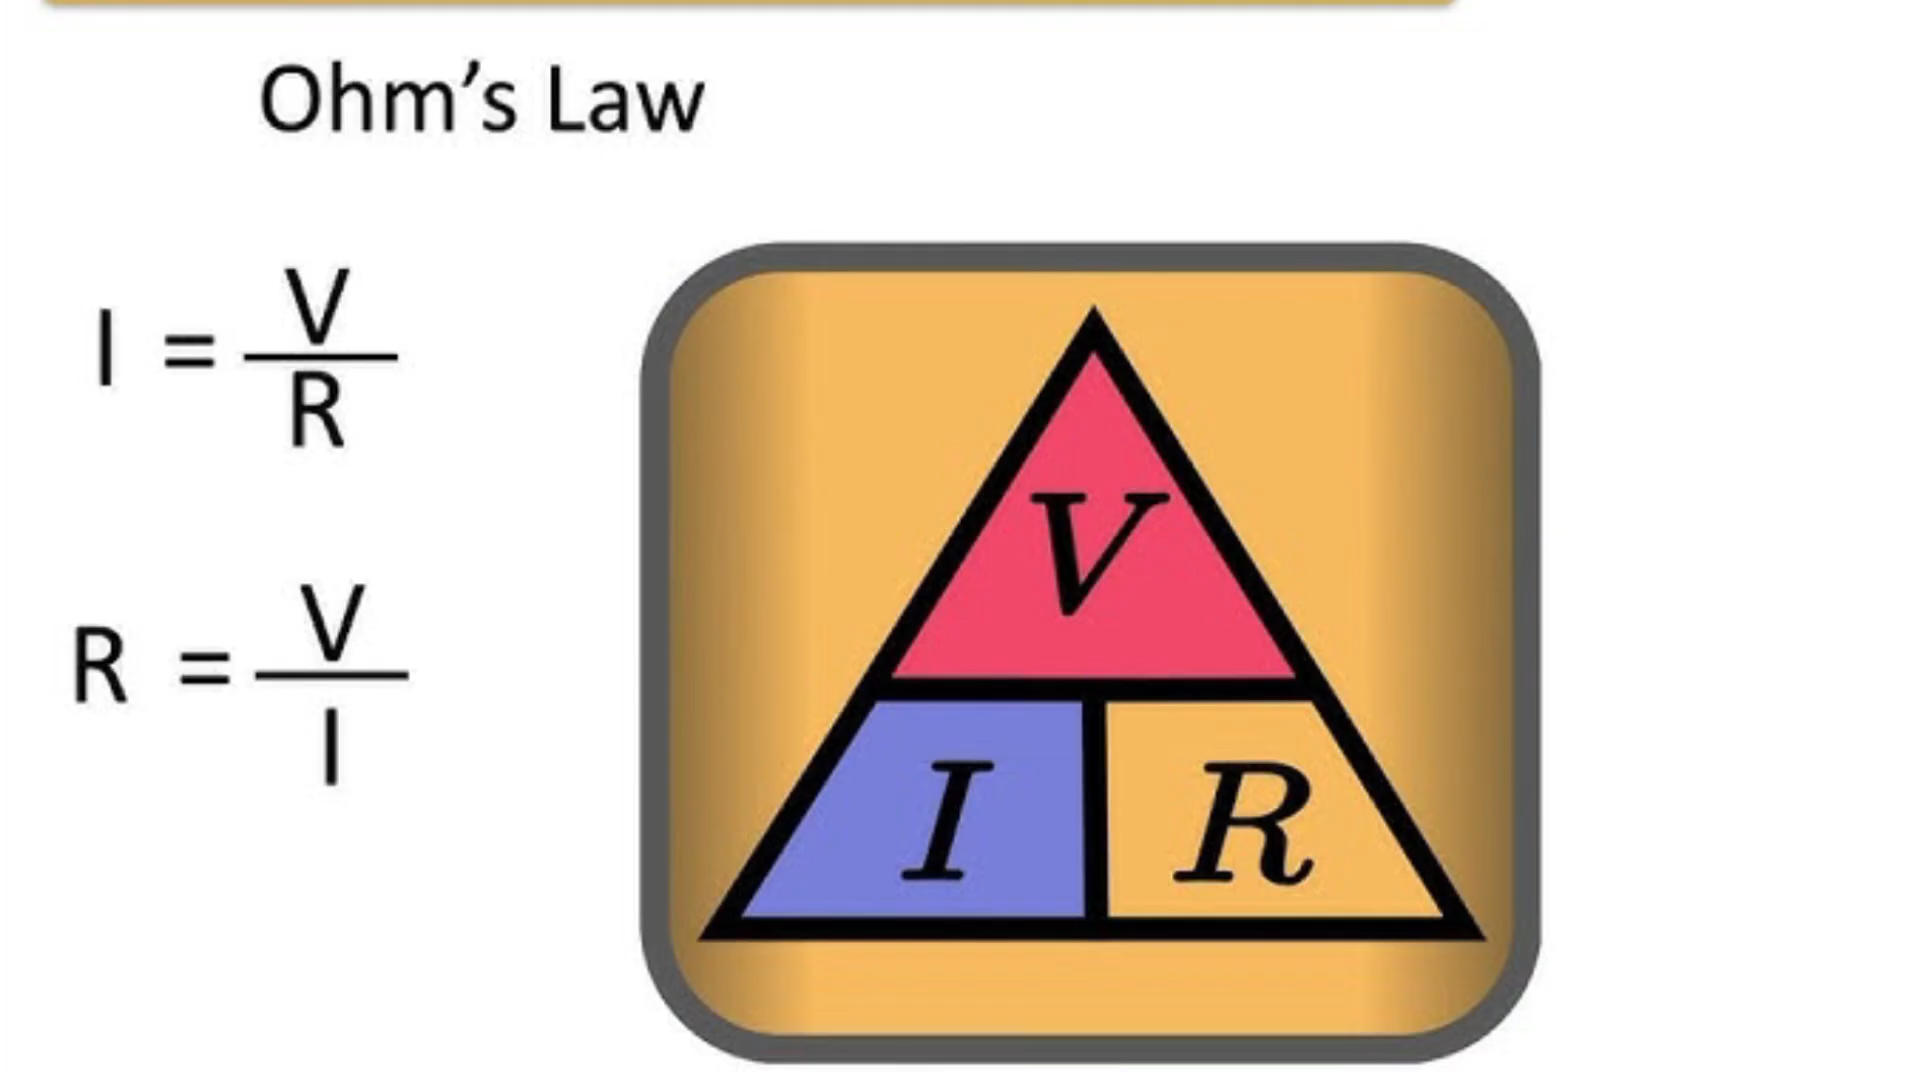 Ohm’s Law
I = V
R
R = V
I
V
I R